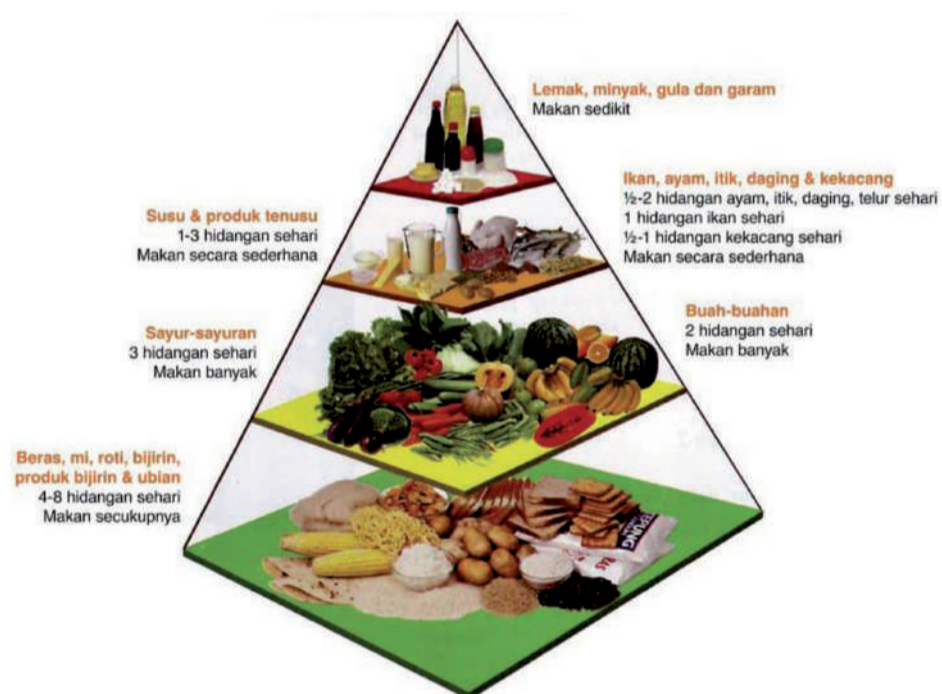 Lemak, minyak, gula dan garam
Makan sedikit
Ikan, ayam, itik, daging & kekacang
½-2 hidangan ayam, itik, daging, telur sehari
1 hidangan ikan sehari
½-1 hidangan kekacang sehari
Makan secara sederhana
Susu & produk tenusu
1-3 hidangan sehari
Makan secara sederhana
Buah-buahan
2 hidangan sehari
Makan banyak
Sayur-sayuran
3 hidangan sehari
Makan banyak
Beras, mi, roti, bijirin,
produk bijirin & ubian
4-8 hidangan sehari
Makan secukupnya
TEPUNG